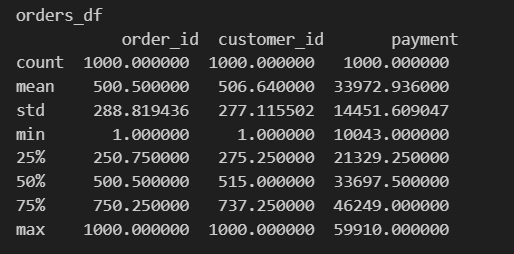 orders_df
order_id customer_id payment
count 1000.000000 1000.000000 1000.000000
mean 500.500000 506.640000 33972.936000
std 288.819436 277.115502 14451.609047
min 1.000000 1.000000 10043.000000
25% 250.750000 275.250000 21329.250000
50% 500.500000 515.000000 33697.500000
75% 750.250000 737.250000 46249.000000
max 1000.000000 1000.000000 59910.000000